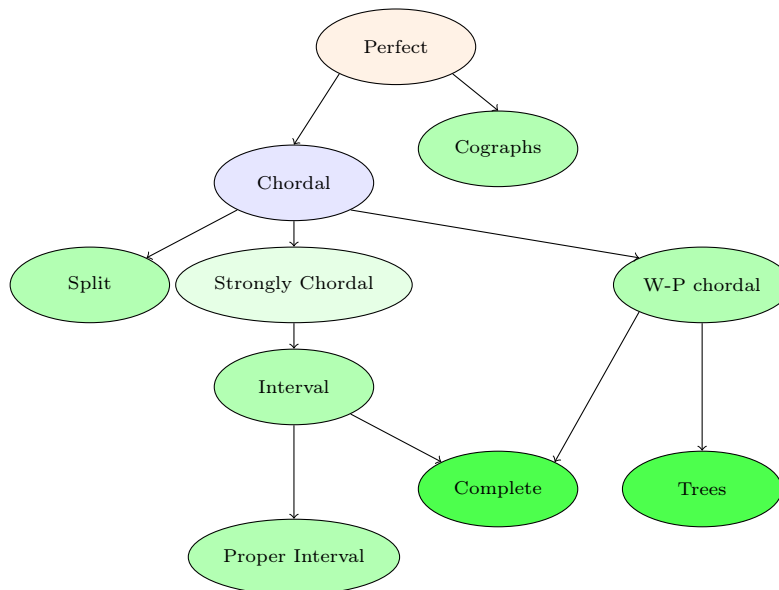 Perfect
Cographs
Chordal
Split
Strongly Chordal
W-P chordal
Interval
Complete
Trees
Proper Interval